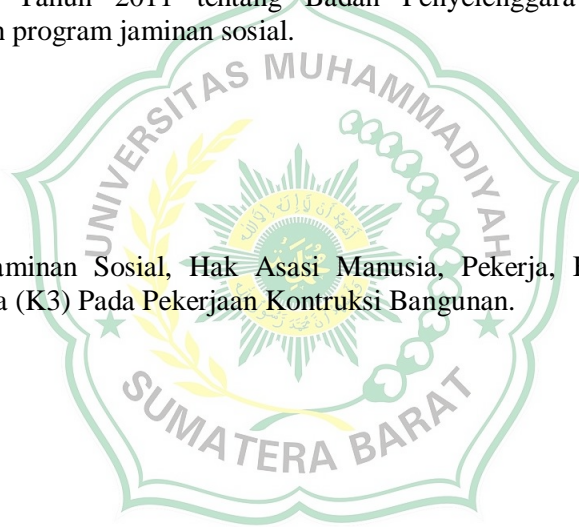 Tahun 2011 tentang Badan Penyelenggara
program jaminan sosial.
UNIVERSITAS MUHAMMADIYAH
aminan Sosial, Hak Asasi Manusia, Pekerja,
(K3) Pada Pekerjaan Kontruksi Bangunan.
SUMATERA BARAT